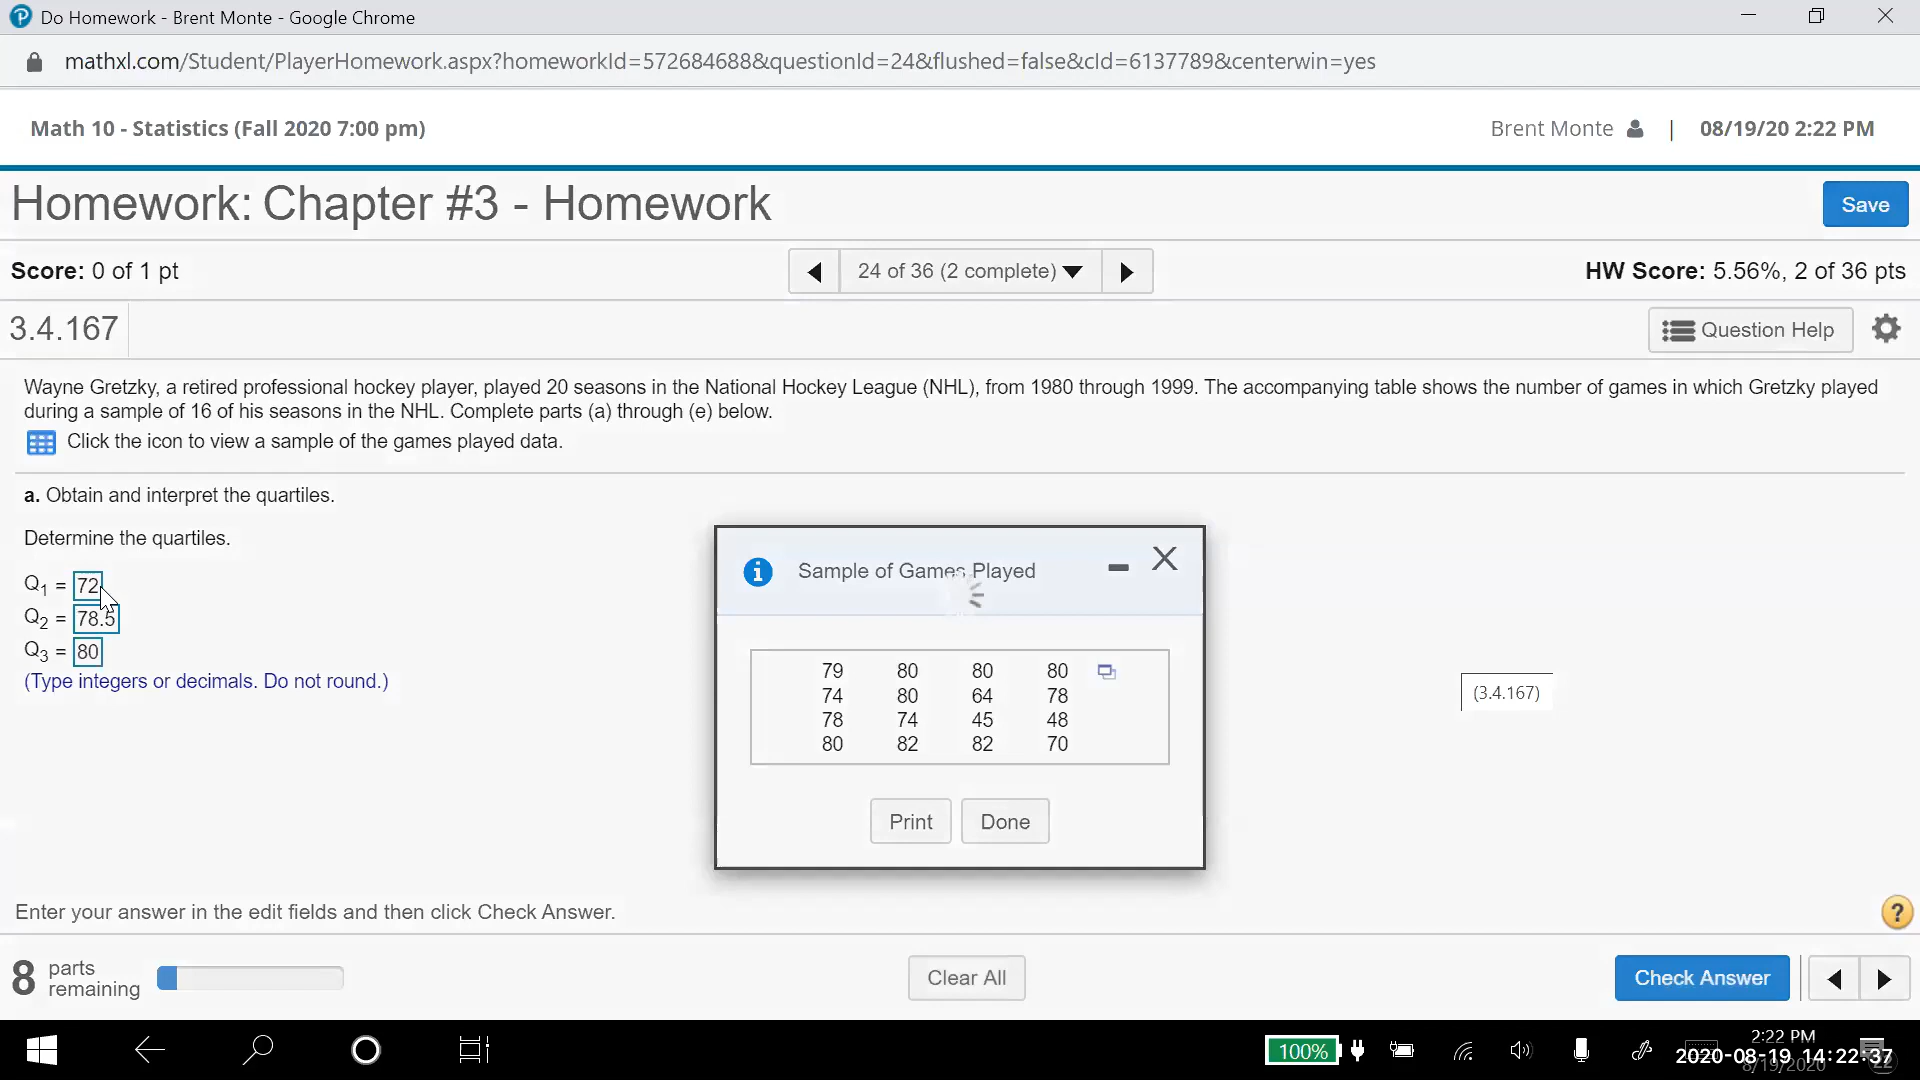 Do Homework - Brent Monte - Google Chrome
mathxl.com/Student/PlayerHomework.aspx?homeworkId=572684688&questionId=24&flushed=false&cId=6137789&centerwin=yes
Math 10 - Statistics (Fall 2020 7:00 pm)
Brent Monte | 08/19/20 2:22 PM
Homework: Chapter #3 - Homework
Save
Score: 0 of 1 pt
24 of 36 (2 complete)
HW Score: 5.56%, 2 of 36 pts
3.4.167
Question Help
Wayne Gretzky, a retired professional hockey player, played 20 seasons in the National Hockey League (NHL), from 1980 through 1999. The accompanying table shows the number of games in which Gretzky played
during a sample of 16 of his seasons in the NHL. Complete parts (a) through (e) below.
Click the icon to view a sample of the games played data.
a. Obtain and interpret the quartiles.
Determine the quartiles.
Q1 = 72
Q2 = 78.5
Q3 = 80
(Type integers or decimals. Do not round.)
Sample of Games Played
79 80 80 80
74 80 64 78
78 74 45 48
80 82 82 70
Print
Done
(3.4.167)
Enter your answer in the edit fields and then click Check Answer.
?
8 parts
remaining
Clear All
Check Answer
100%
2:22 PM
2020-08-19 14:22:37
8/19/2020
22